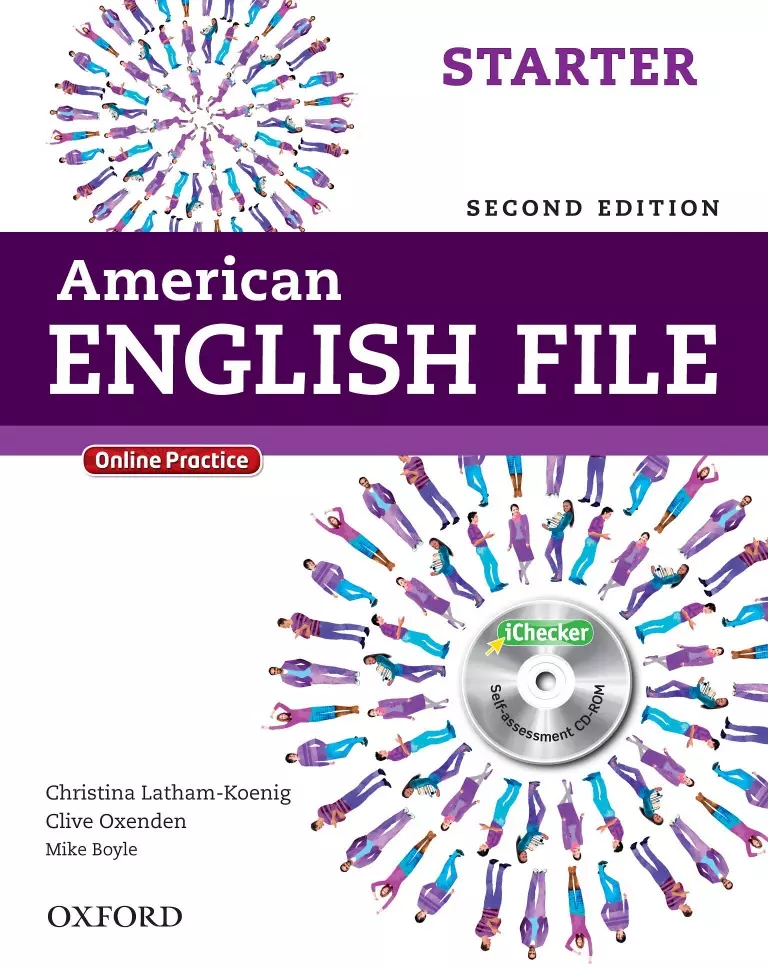 STARTER
SECOND EDITION
American
ENGLISH FILE
Online Practice
iChecker
Self-assessment CD-ROM
Christina Latham-Koenig
Clive Oxenden
Mike Boyle
OXFORD